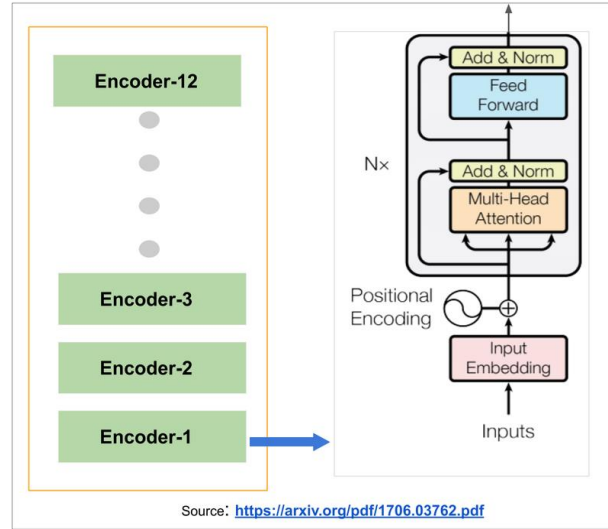 Encoder-12
Encoder-3
Encoder-2
Encoder-1
Add & Norm
Feed
Forward
N×
Add & Norm
Multi-Head
Attention
Positional
Encoding
Input
Embedding
Inputs
Source: https://arxiv.org/pdf/1706.03762.pdf